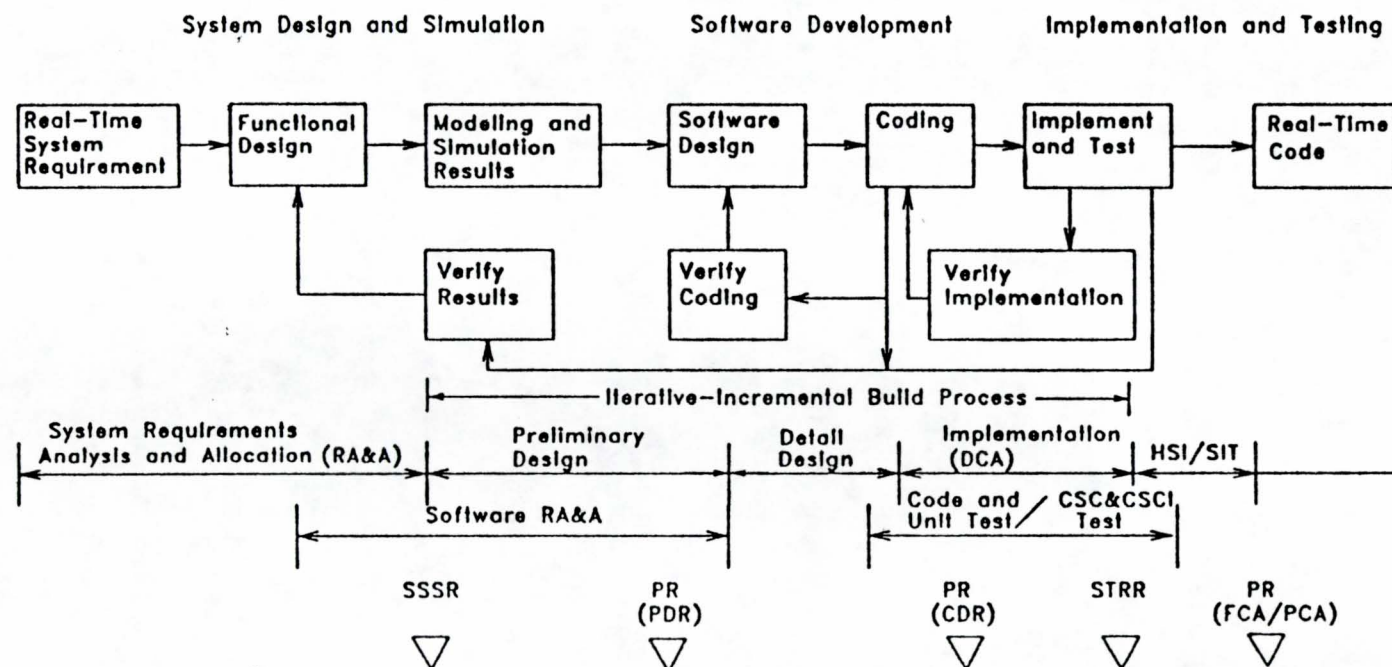 System Design and Simulation
Software Development
Implementation and Testing
Real-Time
System
Requirement
Functional
Design
Modeling and
Simulation
Results
Software
Design
Coding
Implement
and Test
Real-Time
Code
Verify
Results
Verify
Coding
Verify
Implementation
Iterative-Incremental Build Process
System Requirements
Analysis and Allocation (RA&A)
Preliminary
Design
Detail
Design
Implementation
(DCA)
HSI/SIT
Software RA&A
Code and
Unit Test / CSC&CSCI
Test
SSSR
PR
(PDR)
PR
(CDR)
STRR
PR
(FCA/PCA)